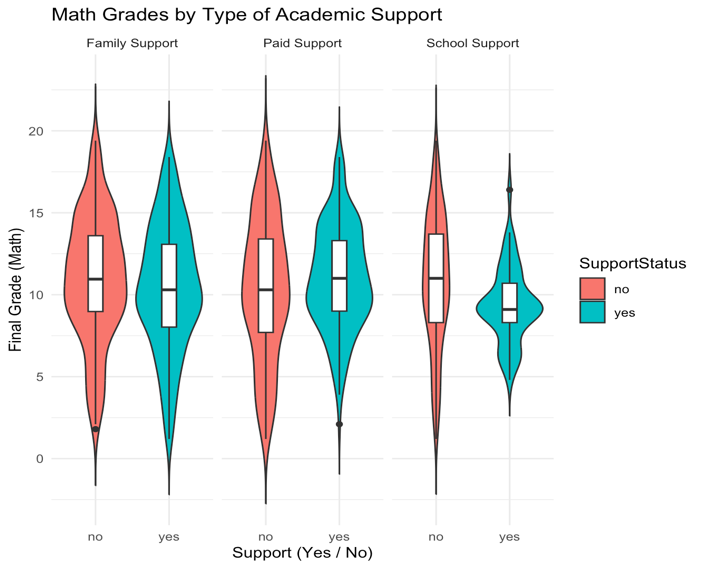 Math Grades by Type of Academic Support
Family Support
Paid Support
School Support
20
15
10
5
0
Final Grade (Math)
no
yes
no
yes
no
yes
Support (Yes / No)
SupportStatus
no
yes